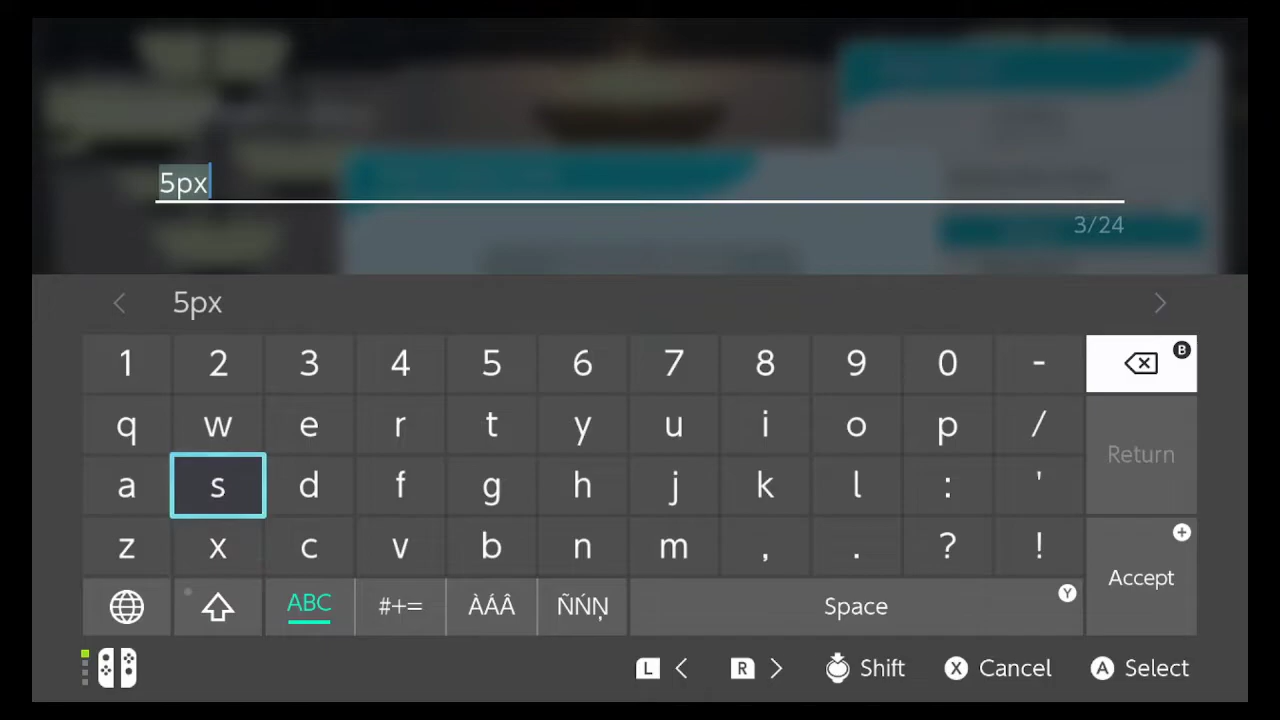 5px
3/24
5px
1 2 3 4 5 6 7 8 9 0 - B
q w e r t y u i o p / Return
a s d f g h j k l : '
z x c v b n m , . ? ! + Accept
ABC #+= ÀÁÂ ÑŃŅ Space Y
L < R > Shift X Cancel A Select